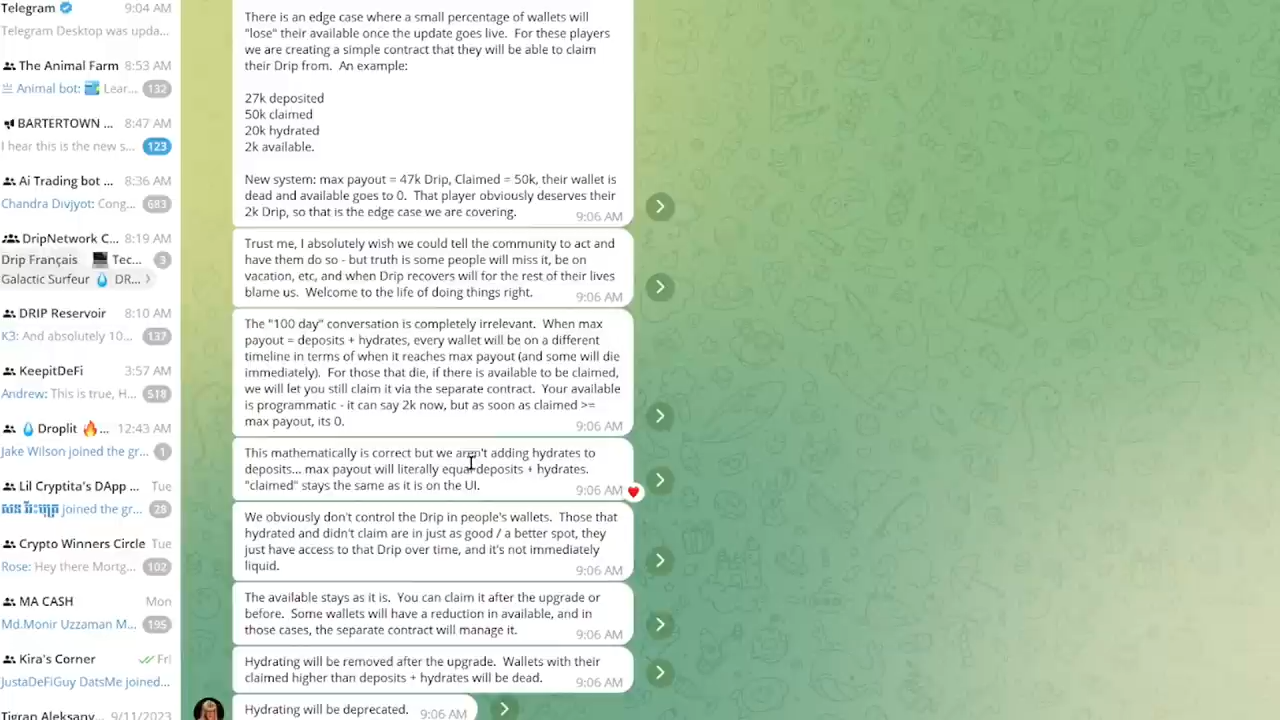 Telegram
9:04 AM
Telegram Desktop was upda...
The Animal Farm 8:53 AM
Animal bot: Lear... 132
BARTERTOWN ... 8:47 AM
I hear this is the new s... 123
Ai Trading bot ... 8:36 AM
Chandra Divjyot: Cong... 683
DripNetwork C... 8:19 AM
Drip Français Tec... 3
Galactic Surfeur DR...
DRIP Reservoir 8:10 AM
K3: And absolutely 10... 137
KeepitDeFi 3:57 AM
Andrew: This is true, H... 518
Droplit ... 12:43 AM
Jake Wilson joined the gr... 1
Lil Cryptita's DApp ... Tue
joined the gr... 28
Crypto Winners Circle Tue
Rose: Hey there Mortg... 102
MA CASH Mon
Md.Monir Uzzaman M... 195
Kira's Corner Fri
JustaDeFiGuy DatsMe joined...
Tigran Aleksany... 9/11/2023
There is an edge case where a small percentage of wallets will
"lose" their available once the update goes live. For these players
we are creating a simple contract that they will be able to claim
their Drip from. An example:
27k deposited
50k claimed
20k hydrated
2k available.
New system: max payout = 47k Drip, Claimed = 50k, their wallet is
dead and available goes to 0. That player obviously deserves their
2k Drip, so that is the edge case we are covering. 9:06 AM
Trust me, I absolutely wish we could tell the community to act and
have them do so - but truth is some people will miss it, be on
vacation, etc, and when Drip recovers will for the rest of their lives
blame us. Welcome to the life of doing things right. 9:06 AM
The "100 day" conversation is completely irrelevant. When max
payout = deposits + hydrates, every wallet will be on a different
timeline in terms of when it reaches max payout (and some will die
immediately). For those that die, if there is available to be claimed,
we will let you still claim it via the separate contract. Your available
is programmatic - it can say 2k now, but as soon as claimed >=
max payout, its 0. 9:06 AM
This mathematically is correct but we aren't adding hydrates to
deposits... max payout will literally equal deposits + hydrates.
"claimed" stays the same as it is on the UI. 9:06 AM
We obviously don't control the Drip in people's wallets. Those that
hydrated and didn't claim are in just as good / a better spot, they
just have access to that Drip over time, and it's not immediately
liquid. 9:06 AM
The available stays as it is. You can claim it after the upgrade or
before. Some wallets will have a reduction in available, and in
those cases, the separate contract will manage it. 9:06 AM
Hydrating will be removed after the upgrade. Wallets with their
claimed higher than deposits + hydrates will be dead. 9:06 AM
Hydrating will be deprecated. 9:06 AM